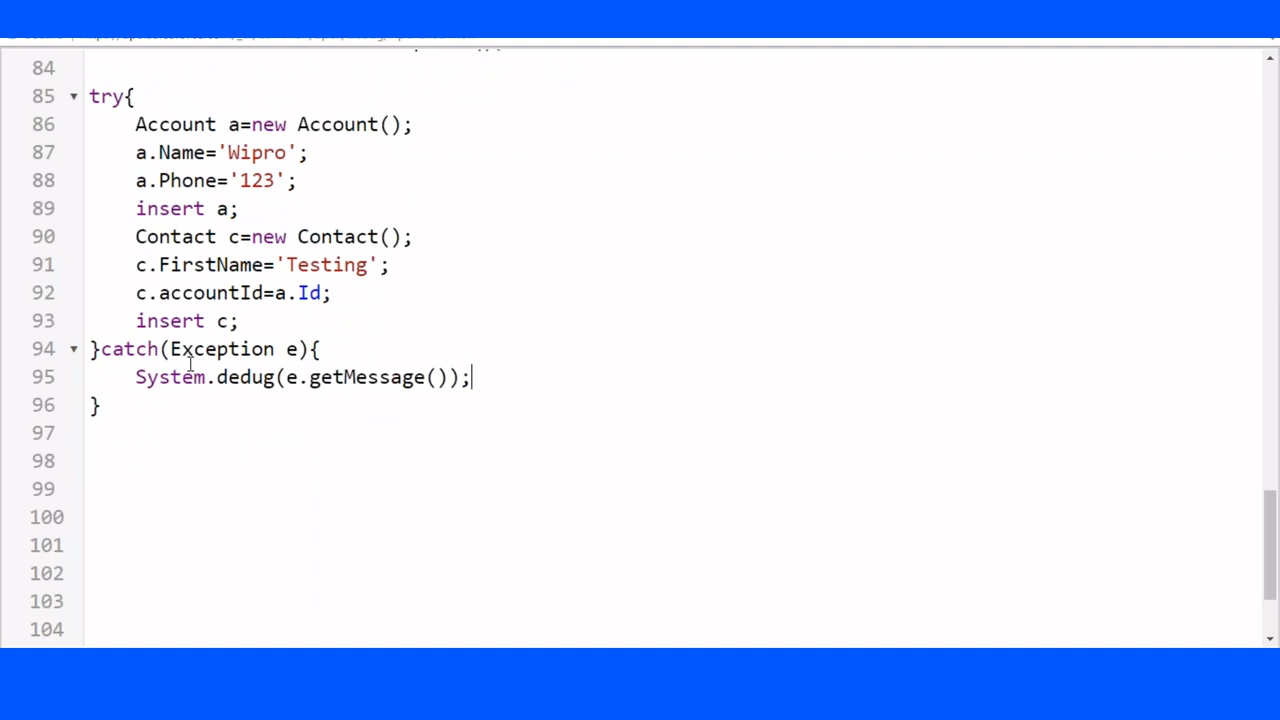 84
85 try{
86 Account a=new Account();
87 a.Name='Wipro';
88 a.Phone='123';
89 insert a;
90 Contact c=new Contact();
91 c.FirstName='Testing';
92 c.accountId=a.Id;
93 insert c;
94 }catch(Exception e){
95 System.dedug(e.getMessage());
96 }
97
98
99
100
101
102
103
104